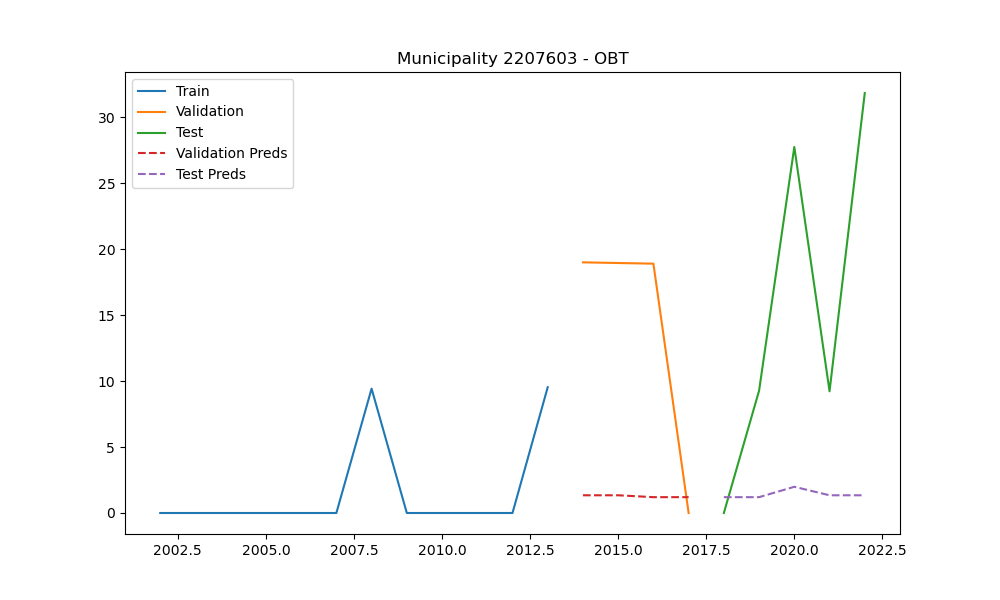 Municipality 2207603 - OBT
Train
Validation
Test
Validation Preds
Test Preds
30
25
20
15
10
5
0
2002.5 2005.0 2007.5 2010.0 2012.5 2015.0 2017.5 2020.0 2022.5